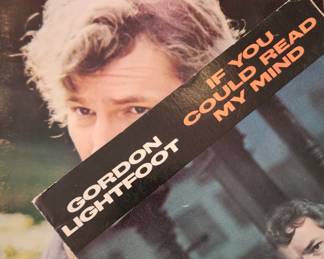 GORDON
LIGHTFOOT
IF YOU
COULD READ
MY MIND